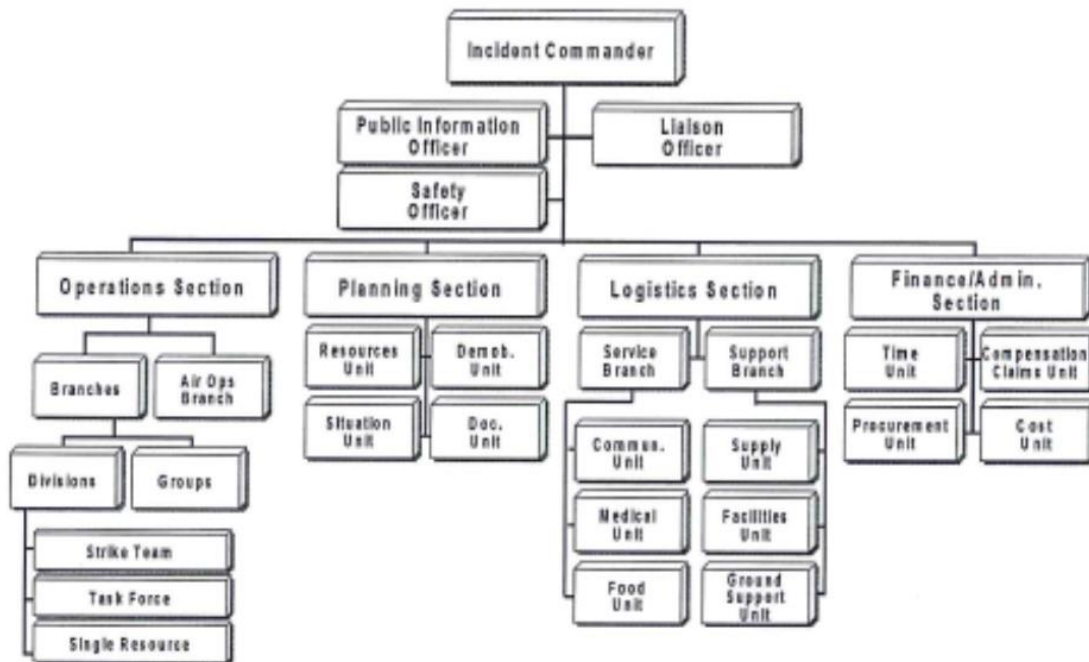 Incident Commander
Public Information
Officer
Liaison
Officer
Safety
Officer
Operations Section
Planning Section
Logistics Section
Finance/Admin.
Section
Resources
Unit
Demob.
Unit
Service
Branch
Support
Branch
Time
Unit
Compensation
Claims Unit
Branches
Air Ops
Branch
Situation
Unit
Doc.
Unit
Procurement
Unit
Cost
Unit
Commun.
Unit
Supply
Unit
Divisions
Groups
Medical
Unit
Facilities
Unit
Strike Team
Task Force
Food
Unit
Ground
Support
Unit
Single Resource